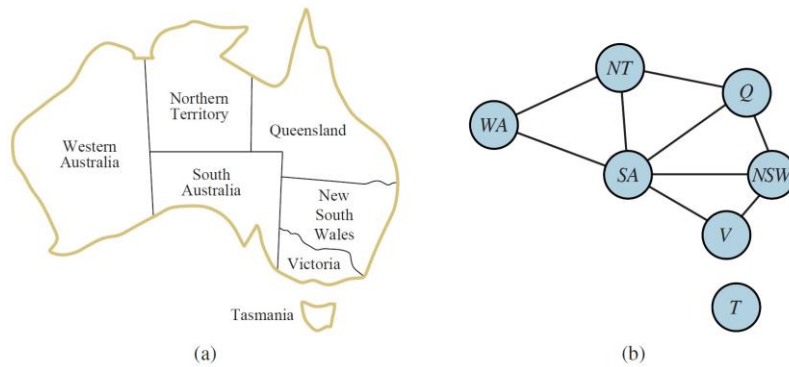 Northern
Territory
Western
Australia
Queensland
South
Australia
New
South
Wales
Victoria
Tasmania
(a)
NT
Q
WA
SA
NSW
V
T
(b)